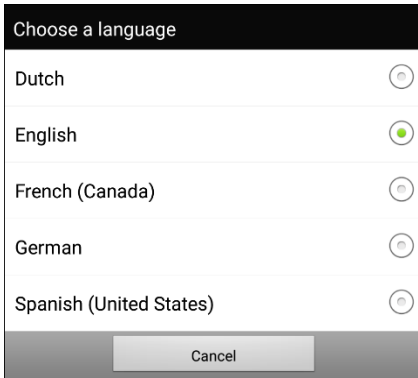 Choose a language
Dutch
English
French (Canada)
German
Spanish (United States)
Cancel